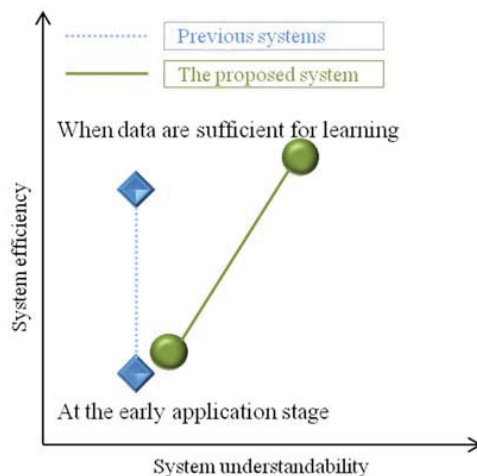 Previous systems
The proposed system
When data are sufficient for learning
System efficiency
At the early application stage
System understandability